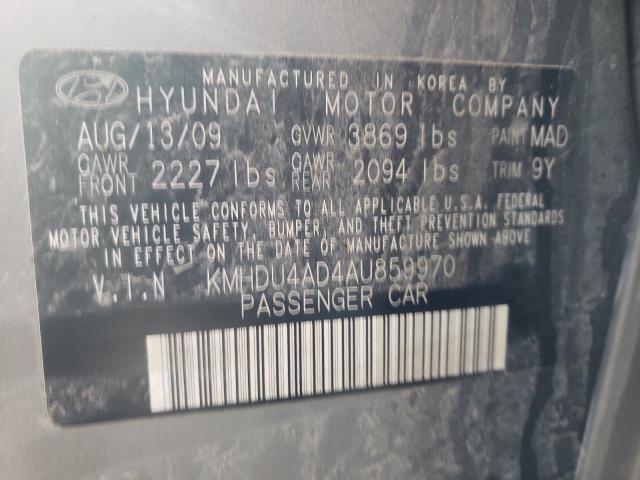 MANUFACTURED IN KOREA BY
HYUNDAI MOTOR COMPANY
AUG/13/09 GVWR 3869 lbs PAINT MAD
GAWR FRONT 2227 lbs GAWR REAR 2094 lbs TRIM 9Y
THIS VEHICLE CONFORMS TO APPLICABLE U.S.A. FEDERAL
MOTOR VEHICLE SAFETY, BUMPER, AND THEFT PREVENTION STANDARDS
IN EFFECT ON THE DATE OF MANUFACTURE SHOWN ABOVE.
V.I.N KMHDU4AD4AU859970
PASSENGER CAR